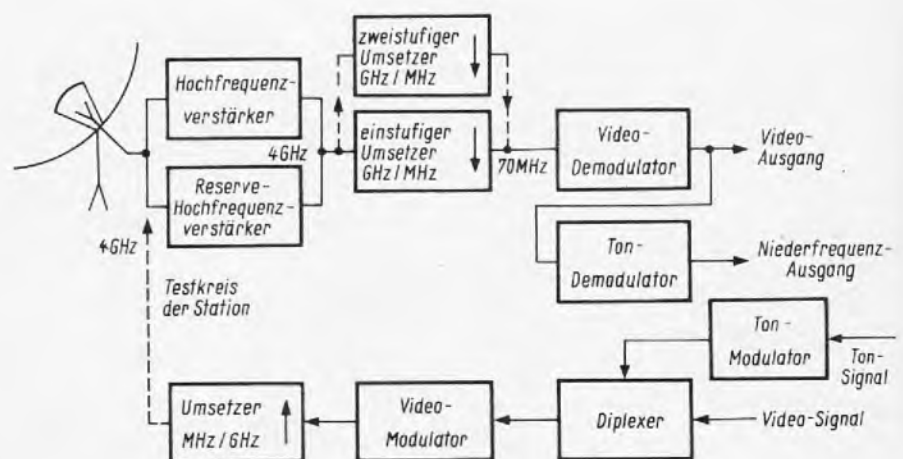 zweistufiger
Umsetzer
GHz / MHz
Hochfrequenz-
verstärker
4GHz
einstufiger
Umsetzer
GHz / MHz
70MHz
Video-
Demodulator
Video-
Ausgang
Reserve-
Hochfrequenz-
verstärker
4GHz
Testkreis
der Station
Ton-
Demodulator
Niederfrequenz-
Ausgang
Ton-
Modulator
Ton-
Signal
Umsetzer
MHz / GHz
Video-
Modulator
Diplexer
Video-Signal